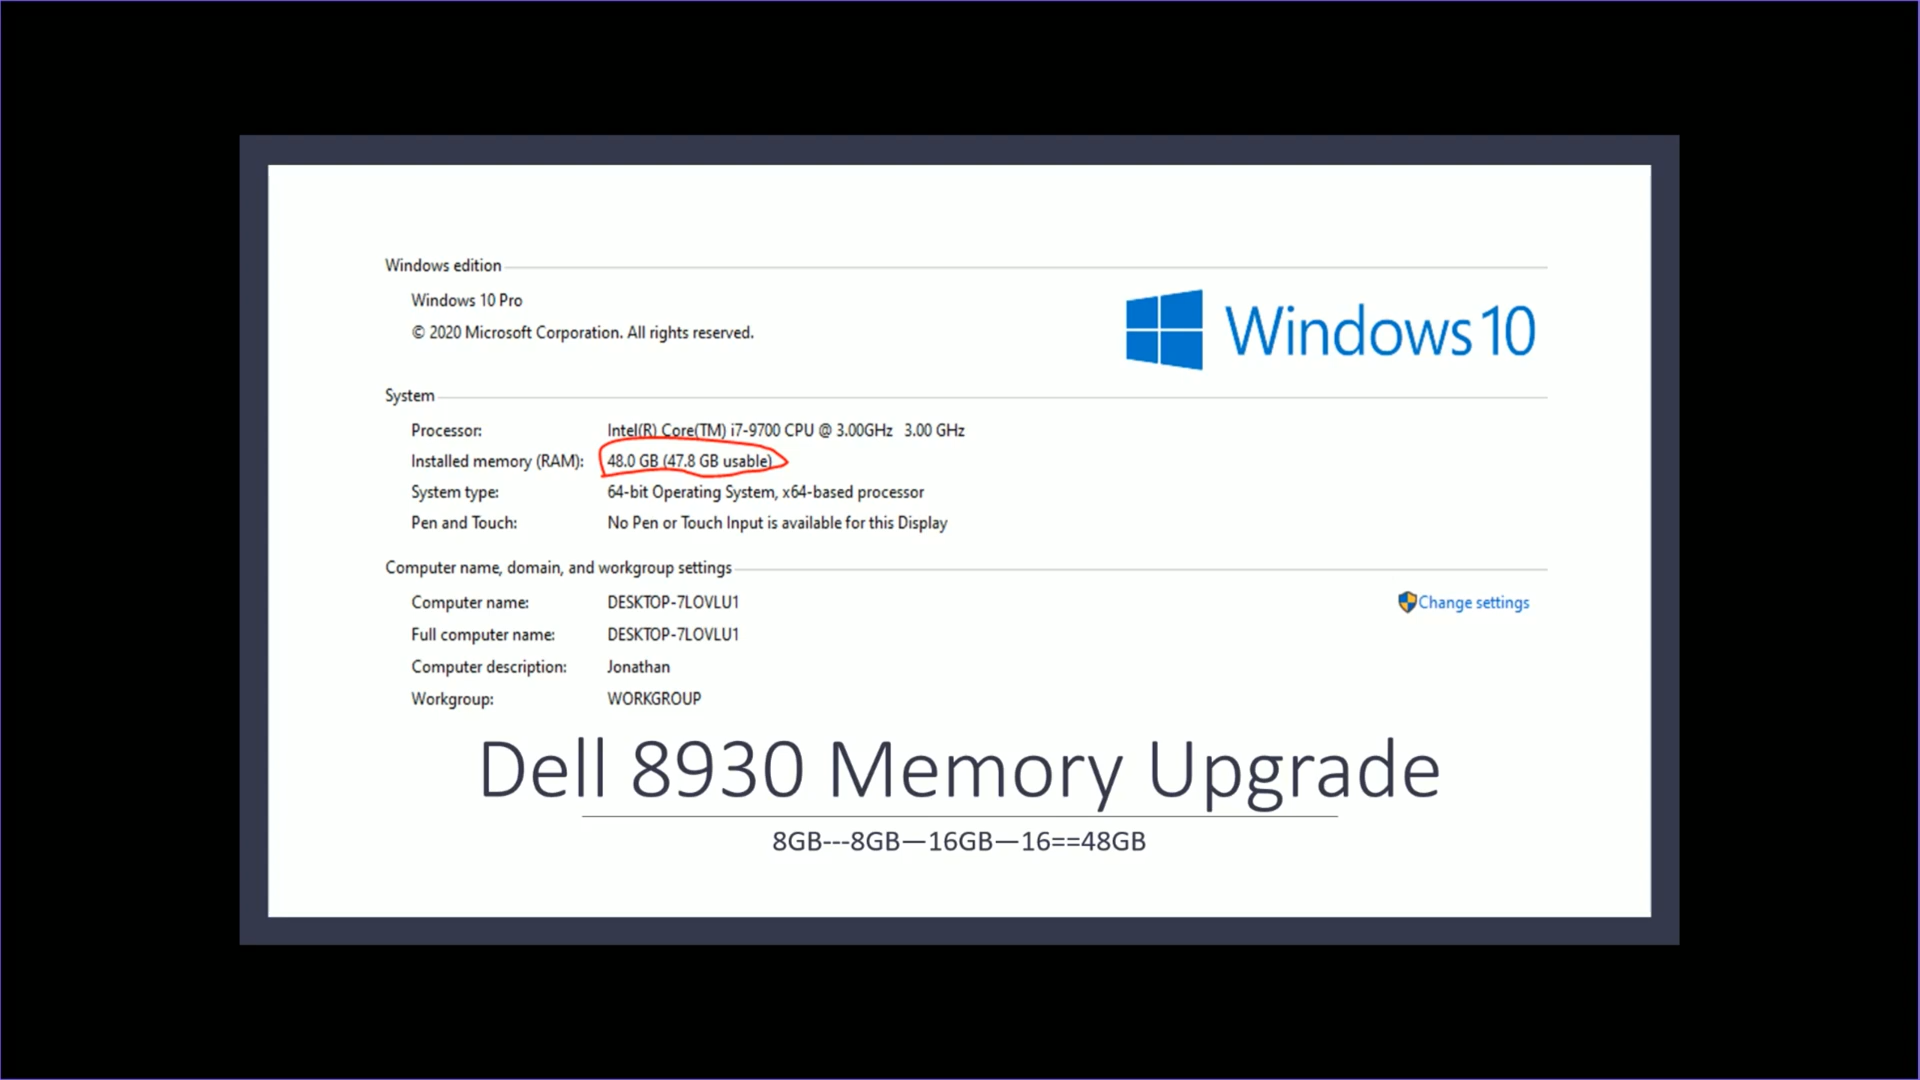 Windows edition
Windows 10 Pro
© 2020 Microsoft Corporation. All rights reserved.
Windows 10
System
Processor: Intel(R) Core(TM) i7-9700 CPU @ 3.00GHz 3.00 GHz
Installed memory (RAM): 48.0 GB (47.8 GB usable)
System type: 64-bit Operating System, x64-based processor
Pen and Touch: No Pen or Touch Input is available for this Display
Computer name, domain, and workgroup settings
Computer name: DESKTOP-7LOVLU1
Change settings
Full computer name: DESKTOP-7LOVLU1
Computer description: Jonathan
Workgroup: WORKGROUP
Dell 8930 Memory Upgrade
8GB---8GB—16GB—16==48GB